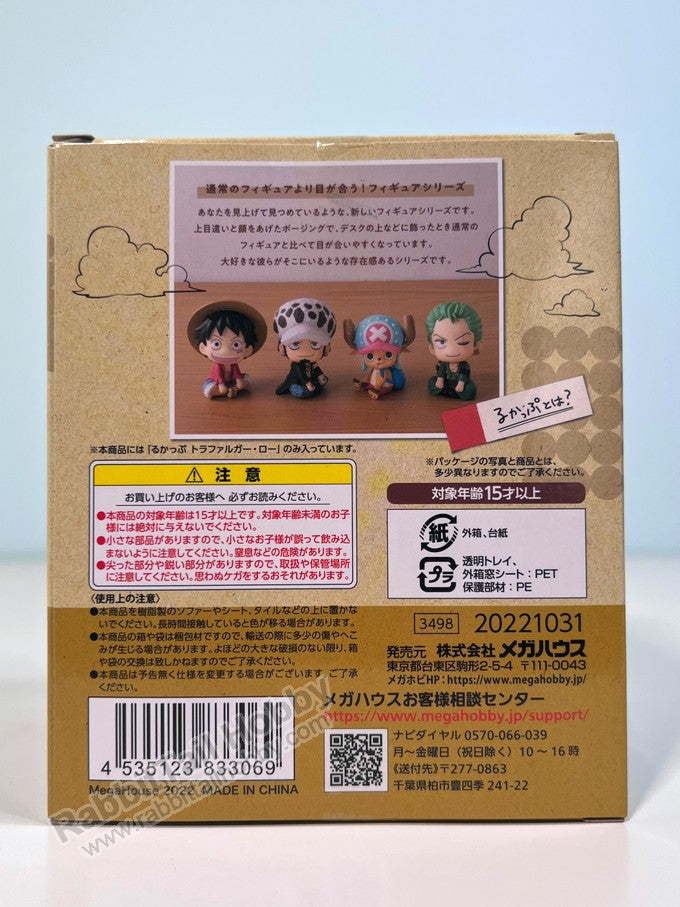 通常のフィギュアより目が合う！フィギュアシリーズ
あなたを見上げて見つめているような、新しいフィギュアシリーズです。
上目遣いと顔をあげたポージングで、デスクの上などに飾ったとき通常の
フィギュアと比べて目が合いやすくなっています。
大好きな彼らがそこにいるような存在感あるシリーズです。
るかっぷとは？
※本商品には「るかっぷ トラファルガー・ロー」のみ入っています。
⚠ 注意
お買い上げのお客様へ 必ずお読みください。
●本商品の対象年齢は15才以上です。対象年齢未満のお子
様には絶対に与えないでください。
●小さな部品がありますので、小さなお子様が誤って飲み込
まないように注意してください。窒息などの危険があります。
●尖った部分や鋭い部分がありますので、取扱や保管場所
に注意してください。思わぬケガをするおそれがあります。
〈使用上の注意〉
●本商品を樹脂製のソファーやシート、タイルなどの上に置かな
いでください。長時間接触していると色が移る場合があります。
●本商品の箱や袋は梱包材ですので、輸送の際に多少の傷やへこ
みが生じる場合があります。よほどの大きな破損のない限り、箱
や袋の交換は致しかねますのでご了承ください。
●本商品は予告無く仕様を変更する場合がございます。ご了承
ください。
4 535123 833069
MegaHouse 2022 MADE IN CHINA
※パッケージの写真と商品とは、
多少異なりますのでご了承ください。
対象年齢15才以上
紙 外箱、台紙
プラ 透明トレイ、
外箱窓シート：PET
保護部材：PE
3498 20221031
発売元 株式会社メガハウス
東京都台東区駒形2-5-4 〒111-0043
メガホビHP：https://www.megahobby.jp/
メガハウスお客様相談センター
https://www.megahobby.jp/support/
ナビダイヤル 0570-066-039
月～金曜日（祝日除く）10～16時
《送付先》〒277-0863
千葉県柏市豊四季241-22
Rabbittail Hobby
www.rabbittailhobby.com